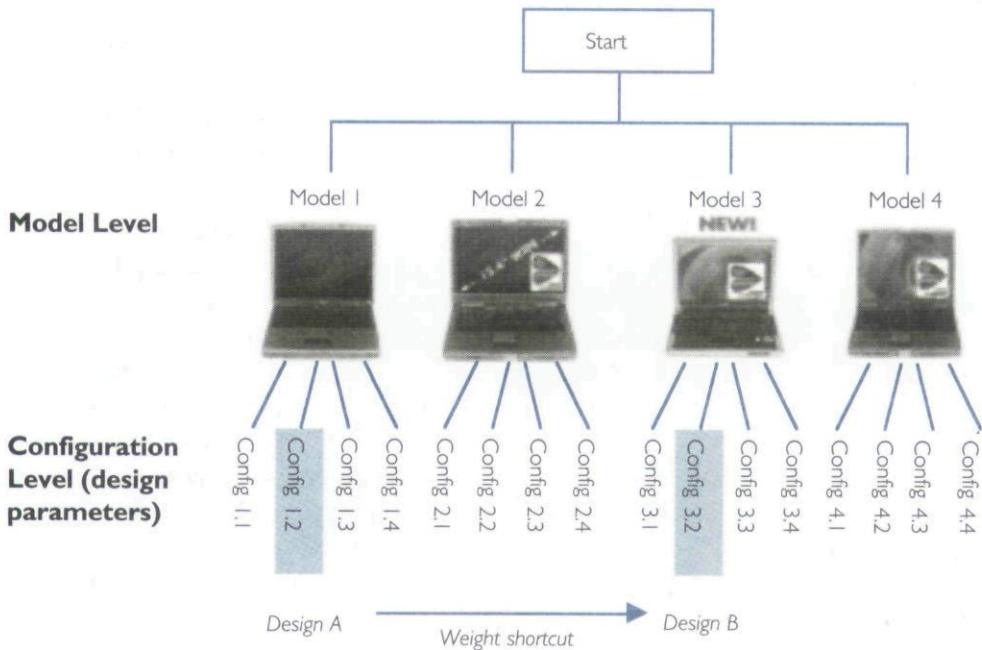 Start
Model 1
Model 2
Model 3
Model 4
NEW!
Model Level
Configuration
Level (design
parameters)
Config 1.1
Config 1.2
Config 1.3
Config 1.4
Config 2.1
Config 2.2
Config 2.3
Config 2.4
Config 3.1
Config 3.2
Config 3.3
Config 3.4
Config 4.1
Config 4.2
Config 4.3
Config 4.4
Design A
Weight shortcut
Design B